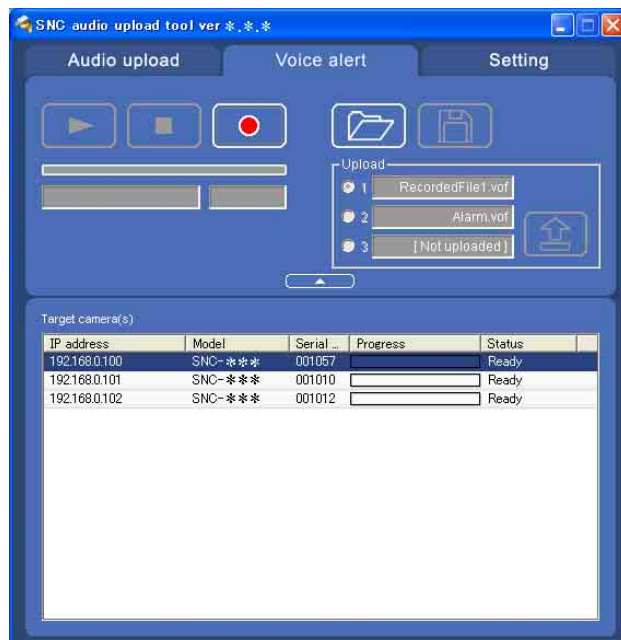 SNC audio upload tool ver *.*.*
Audio upload Voice alert Setting
Upload
1 RecordedFile1.vof
2 Alarm.vof
3 [ Not uploaded ]
Target camera(s)
IP address Model Serial ... Progress Status
192.168.0.100 SNC-*** 001057 Ready
192.168.0.101 SNC-*** 001010 Ready
192.168.0.102 SNC-*** 001012 Ready